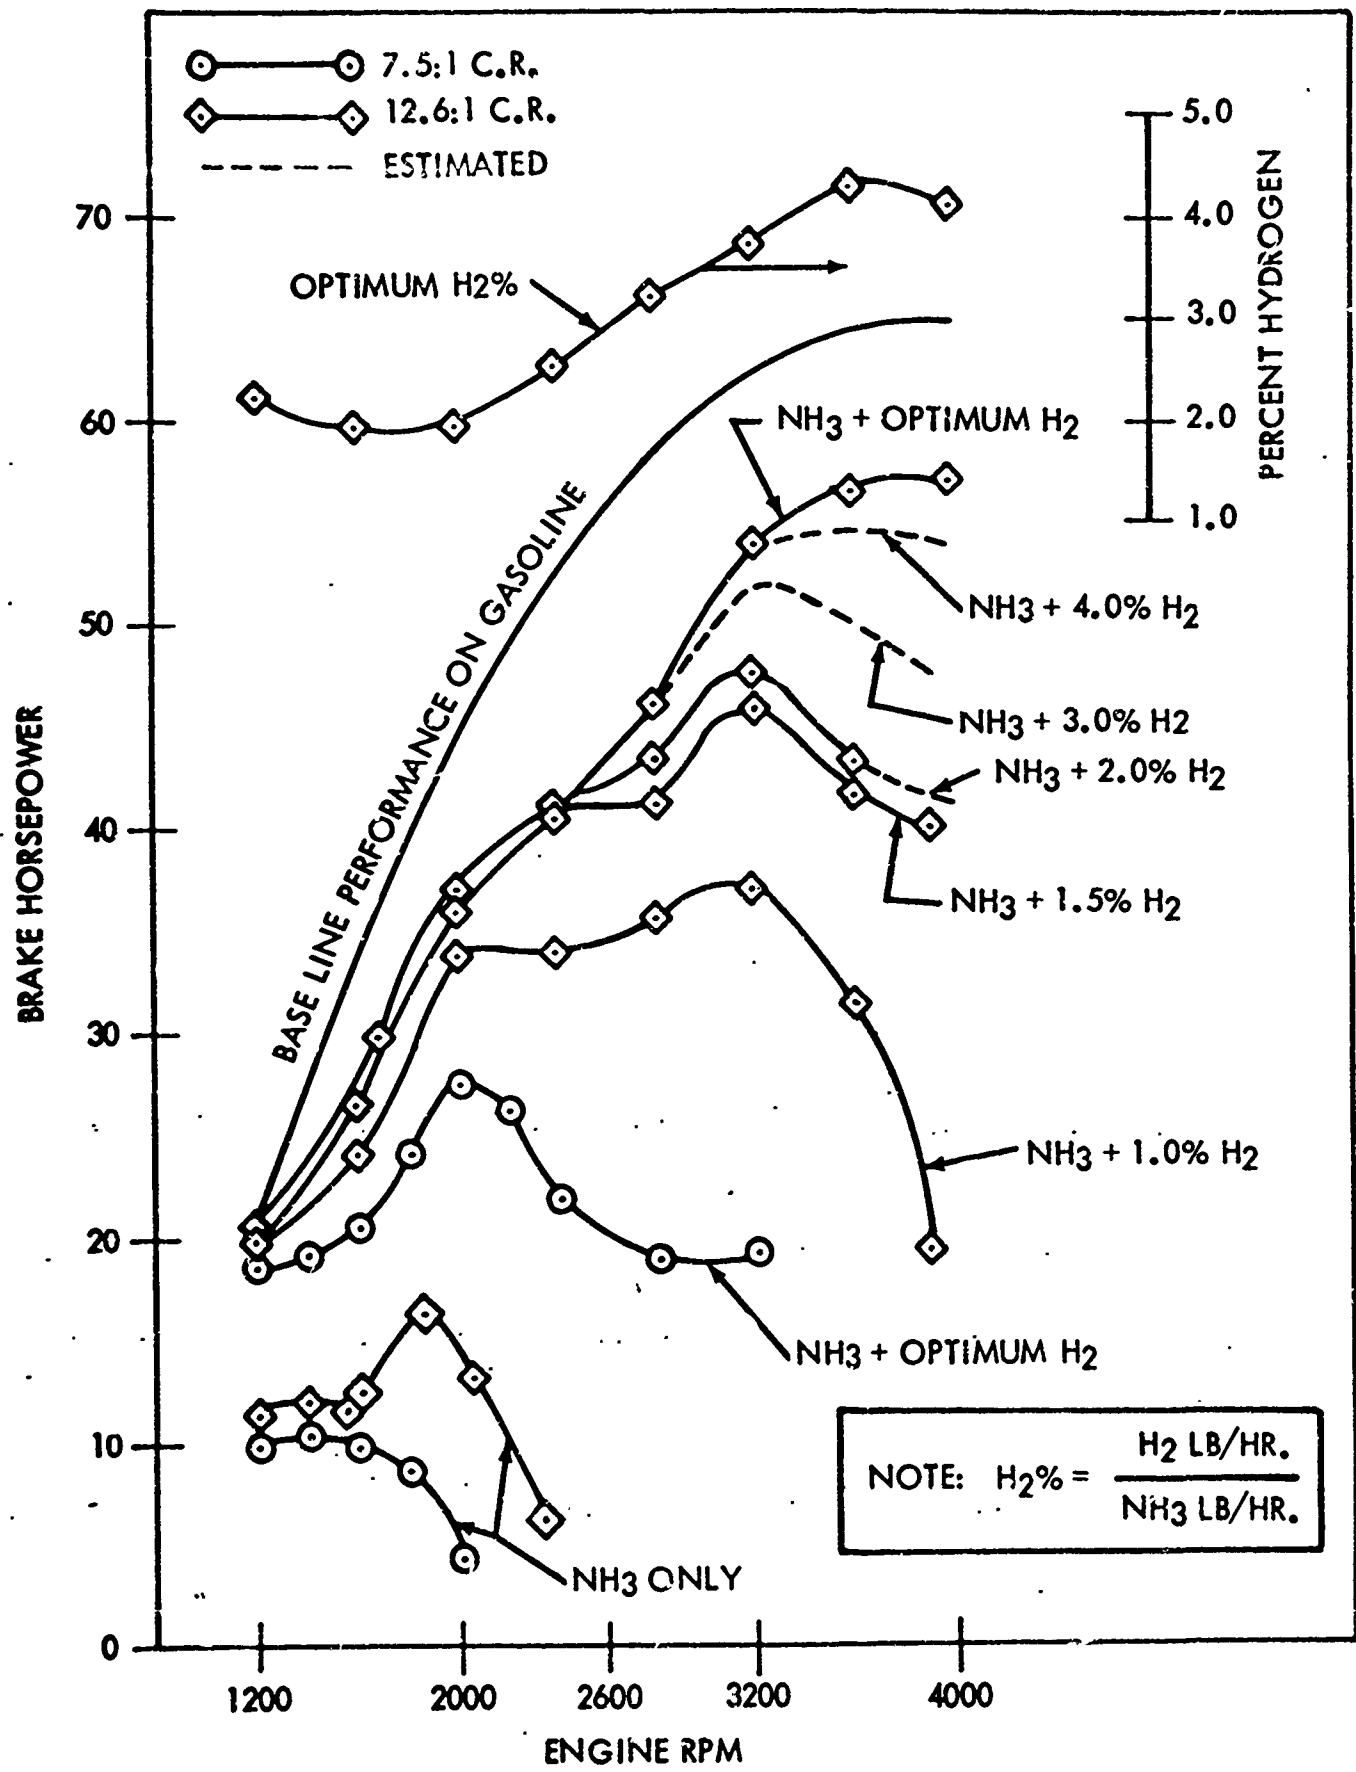 7.5:1 C.R.
12.6:1 C.R.
ESTIMATED
5.0
4.0
3.0
2.0
1.0
PERCENT HYDROGEN
70
60
50
40
30
20
10
0
BRAKE HORSEPOWER
OPTIMUM H2%
BASE LINE PERFORMANCE ON GASOLINE
NH3 + OPTIMUM H2
NH3 + 4.0% H2
NH3 + 3.0% H2
NH3 + 2.0% H2
NH3 + 1.5% H2
NH3 + 1.0% H2
NH3 + OPTIMUM H2
NH3 ONLY
NOTE: H2% = H2 LB/HR.
NH3 LB/HR.
1200 2000 2600 3200 4000
ENGINE RPM